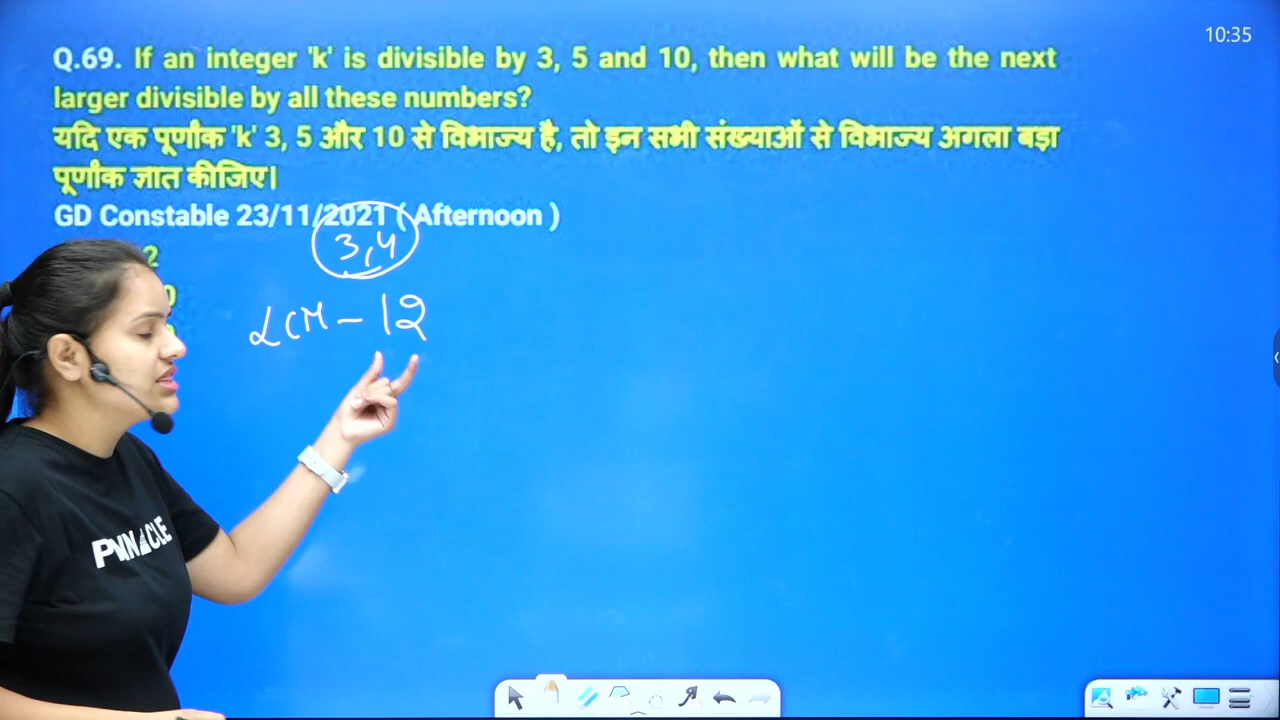 10:35
Q.69. If an integer 'k' is divisible by 3, 5 and 10, then what will be the next
larger divisible by all these numbers?
यदि एक पूर्णांक 'k' 3, 5 और 10 से विभाज्य है, तो इन सभी संख्याओं से विभाज्य अगला बड़ा
पूर्णांक ज्ञात कीजिए।
GD Constable 23/11/2021 ( Afternoon )
3,4
2
LCM - 12
PINNACLE